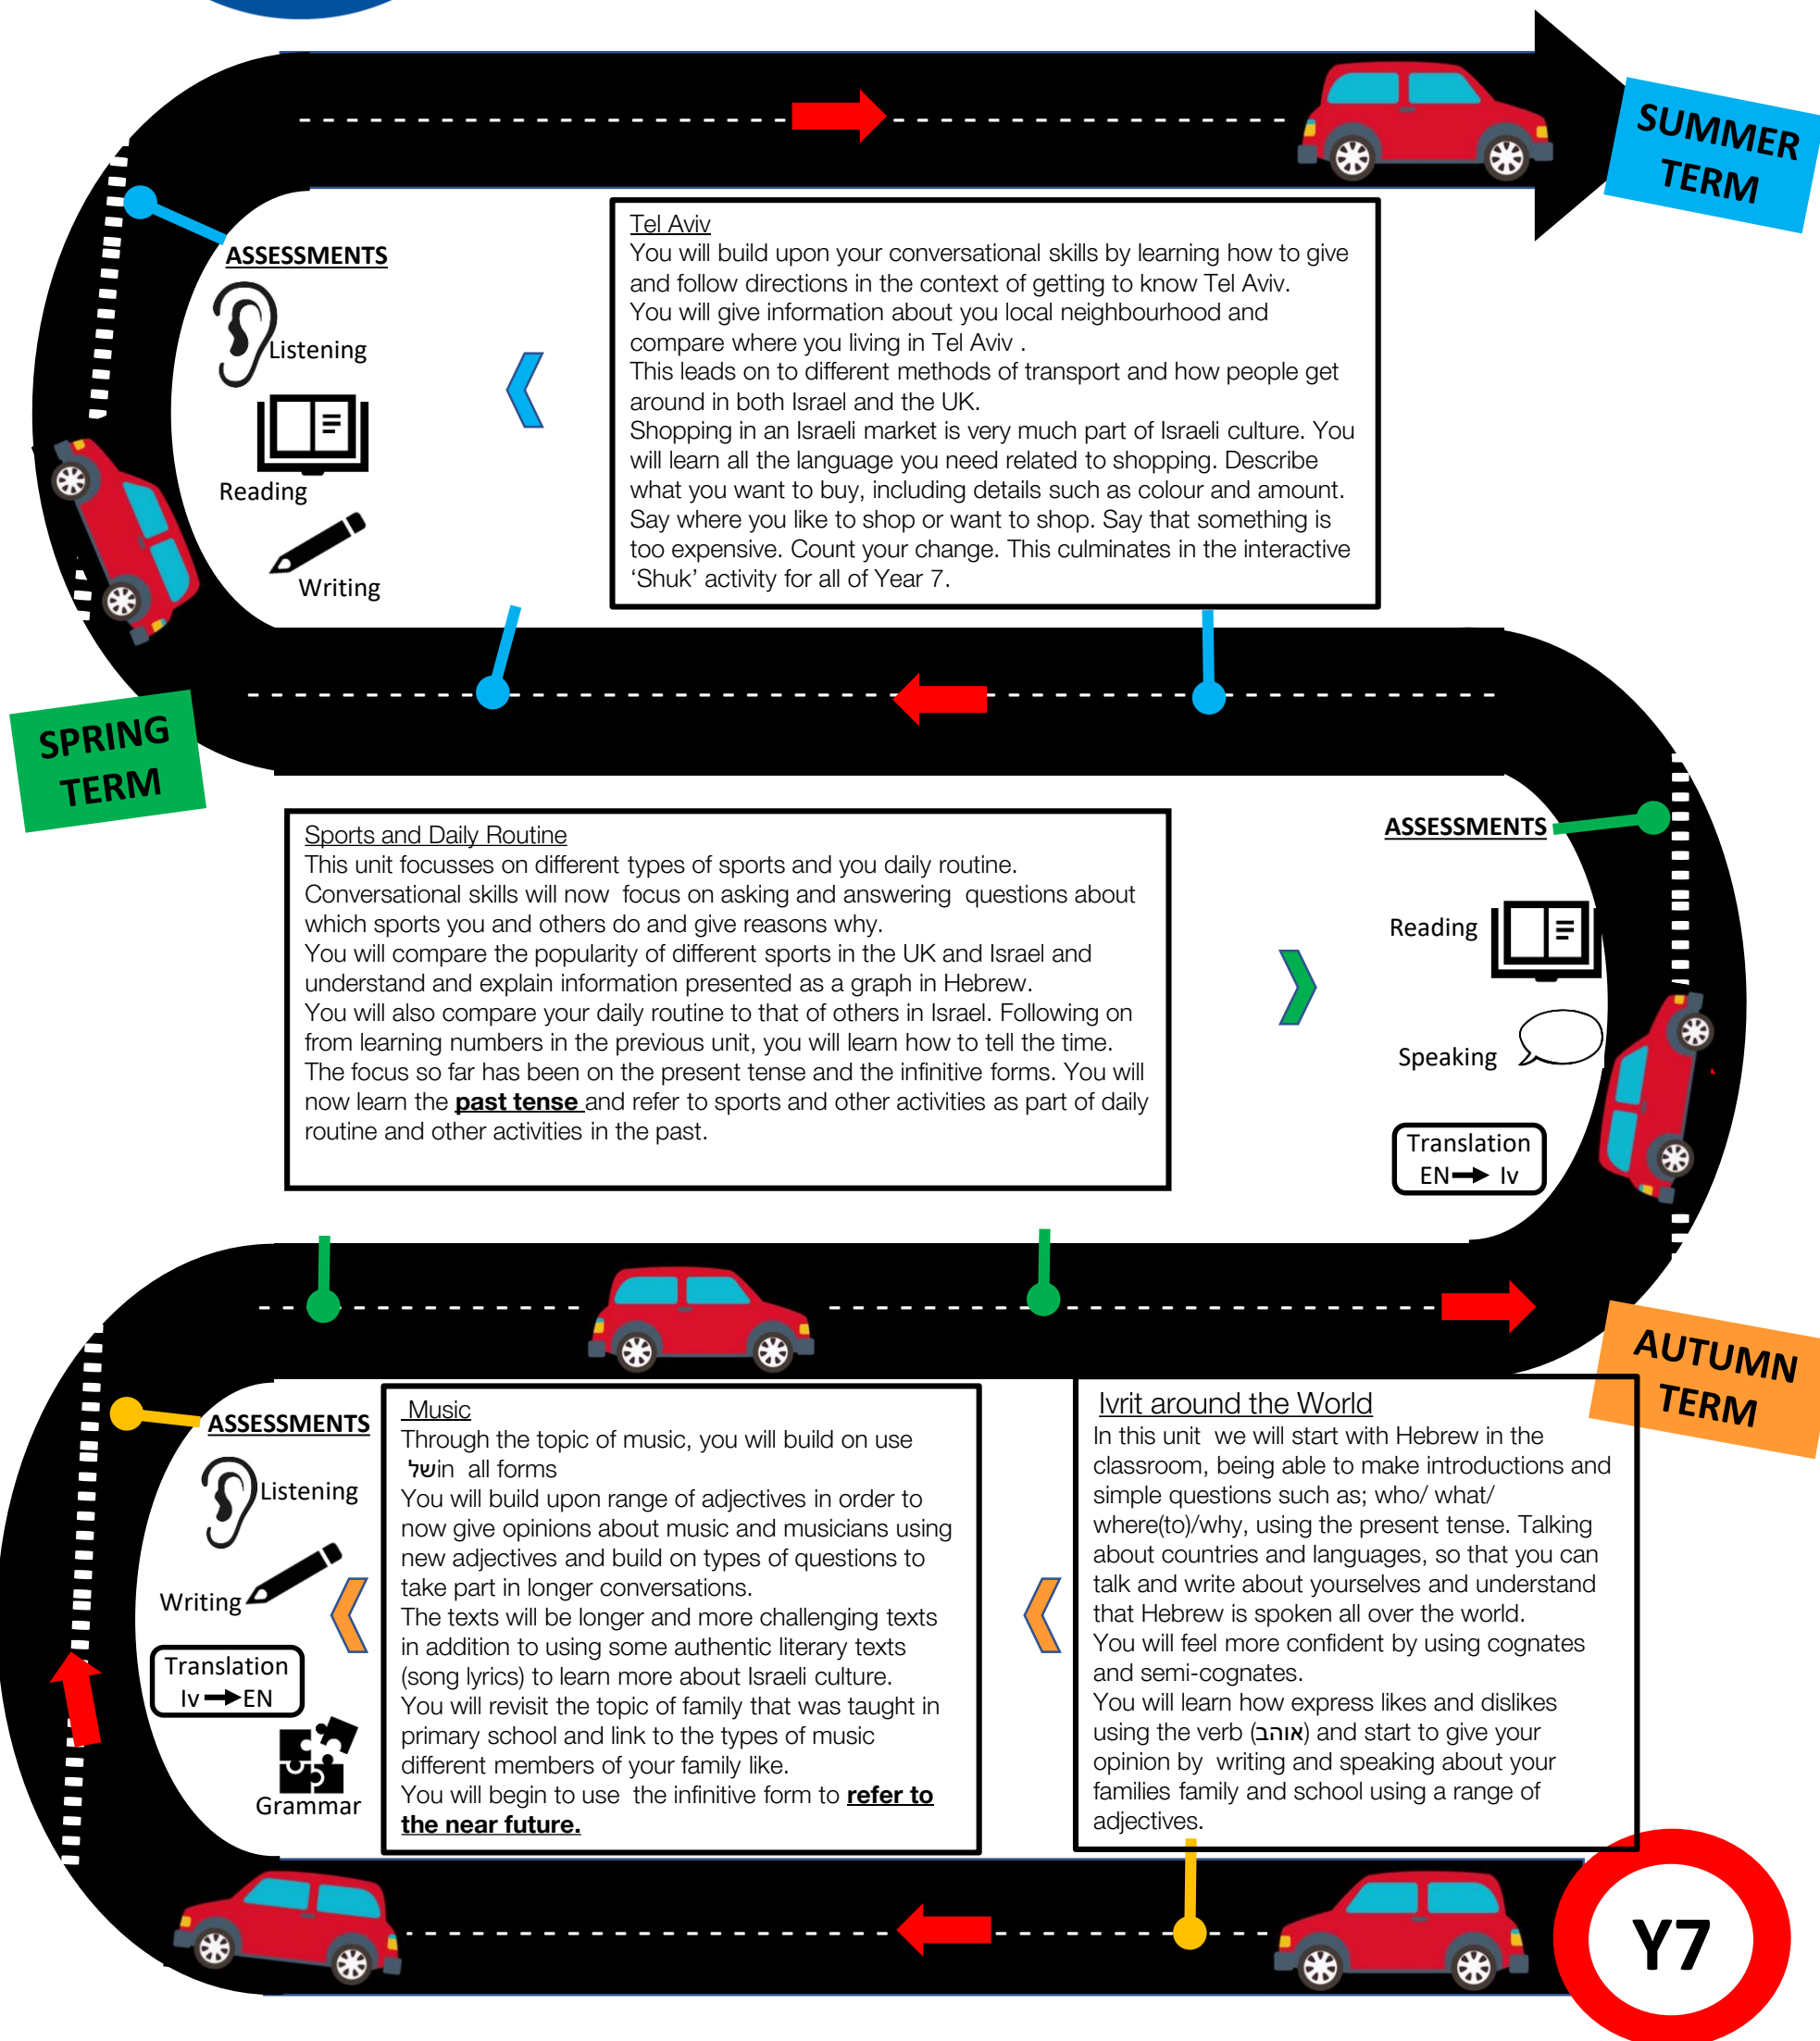 SUMMER
TERM
ASSESSMENTS
Listening
Reading
Writing
Tel Aviv
You will build upon your conversational skills by learning how to give
and follow directions in the context of getting to know Tel Aviv.
You will give information about you local neighbourhood and
compare where you living in Tel Aviv .
This leads on to different methods of transport and how people get
around in both Israel and the UK.
Shopping in an Israeli market is very much part of Israeli culture. You
will learn all the language you need related to shopping. Describe
what you want to buy, including details such as colour and amount.
Say where you like to shop or want to shop. Say that something is
too expensive. Count your change. This culminates in the interactive
‘Shuk’ activity for all of Year 7.
SPRING
TERM
Sports and Daily Routine
This unit focusses on different types of sports and you daily routine.
Conversational skills will now  focus on asking and answering  questions about
which sports you and others do and give reasons why.
You will compare the popularity of different sports in the UK and Israel and
understand and explain information presented as a graph in Hebrew.
You will also compare your daily routine to that of others in Israel. Following on
from learning numbers in the previous unit, you will learn how to tell the time.
The focus so far has been on the present tense and the infinitive forms. You will
now learn the past tense and refer to sports and other activities as part of daily
routine and other activities in the past.
ASSESSMENTS
Reading
Speaking
Translation
EN→ Iv
AUTUMN
TERM
ASSESSMENTS
Listening
Writing
Translation
Iv→EN
Grammar
Music
Through the topic of music, you will build on use
שלin  all forms
You will build upon range of adjectives in order to
now give opinions about music and musicians using
new adjectives and build on types of questions to
take part in longer conversations.
The texts will be longer and more challenging texts
in addition to using some authentic literary texts
(song lyrics) to learn more about Israeli culture.
You will revisit the topic of family that was taught in
primary school and link to the types of music
different members of your family like.
You will begin to use  the infinitive form to refer to
the near future.
Ivrit around the World
In this unit  we will start with Hebrew in the
classroom, being able to make introductions and
simple questions such as; who/ what/
where(to)/why, using the present tense. Talking
about countries and languages, so that you can
talk and write about yourselves and understand
that Hebrew is spoken all over the world.
You will feel more confident by using cognates
and semi-cognates.
You will learn how express likes and dislikes
using the verb (אוהב) and start to give your
opinion by  writing and speaking about your
families family and school using a range of
adjectives.
Y7